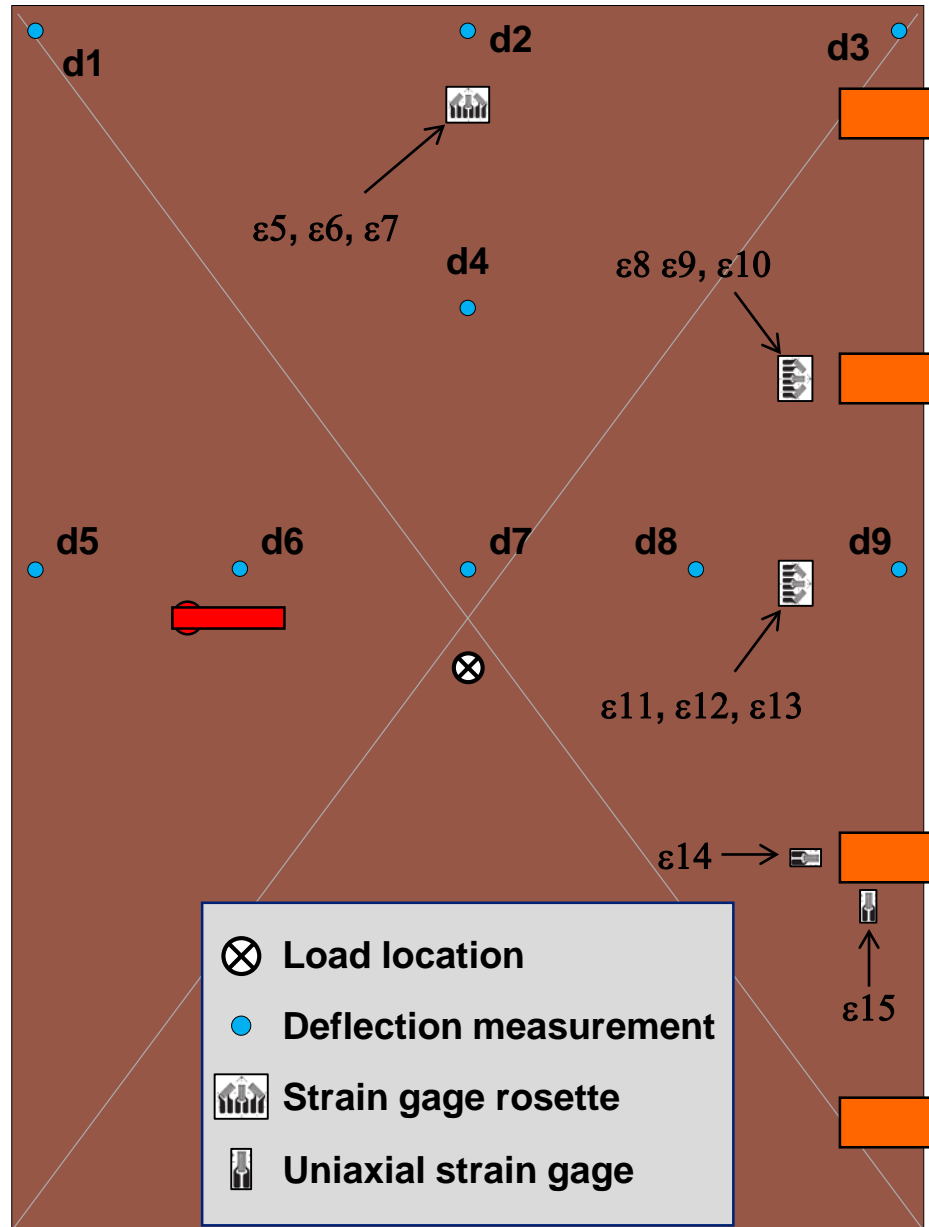 d1
d2
d3
ε5, ε6, ε7
d4
ε8 ε9, ε10
d5
d6
d7
d8
d9
ε11, ε12, ε13
ε14
ε15
Load location
Deflection measurement
Strain gage rosette
Uniaxial strain gage